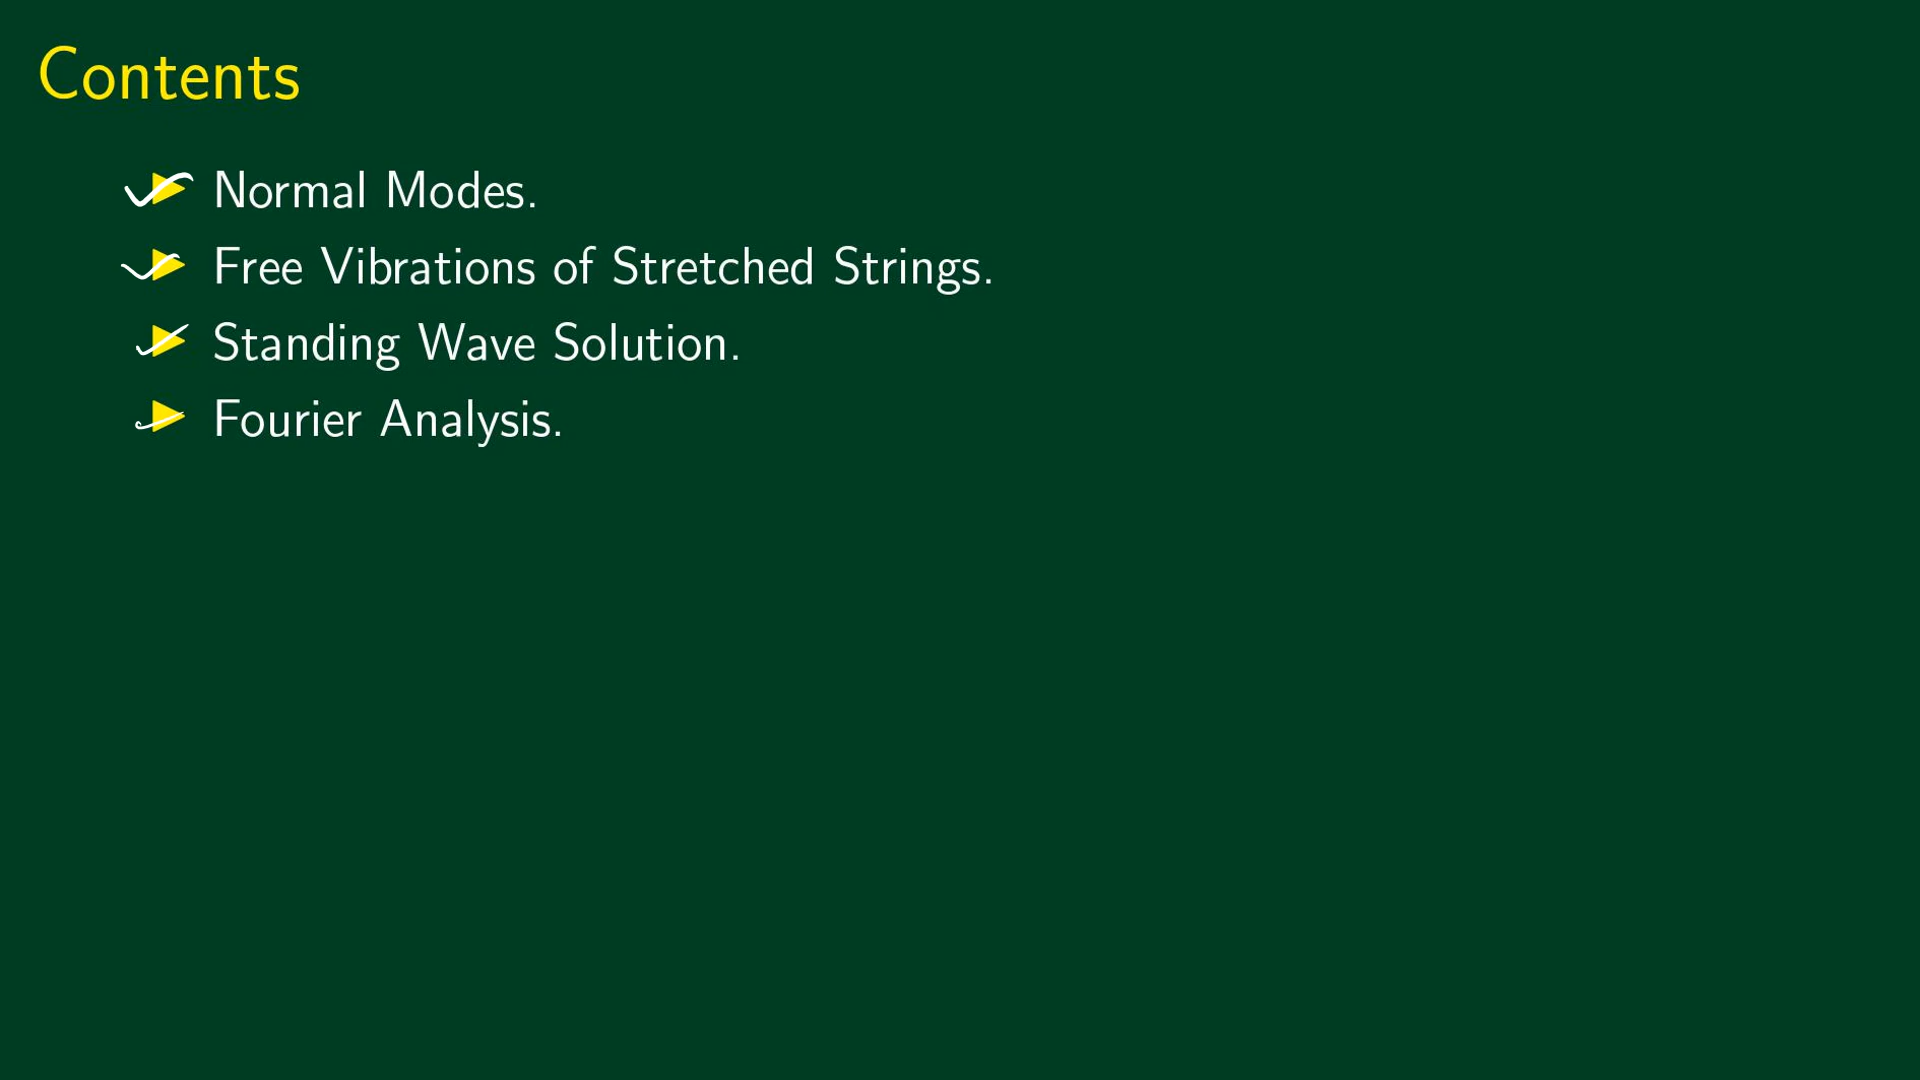 Contents
Normal Modes.
Free Vibrations of Stretched Strings.
Standing Wave Solution.
Fourier Analysis.